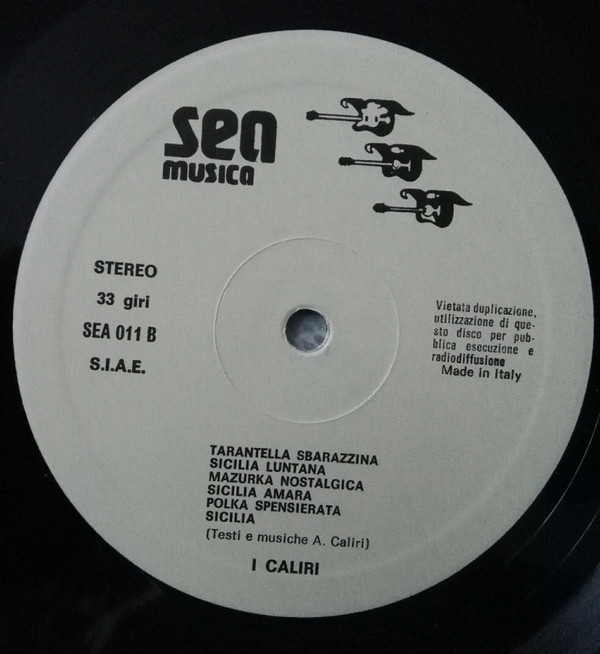 sea
musica
STEREO
33 giri
SEA 011 B
S.I.A.E.
Vietata duplicazione,
utilizzazione di que-
sto disco per pub-
blica esecuzione e
radiodiffusione
Made in Italy
TARANTELLA SBARAZZINA
SICILIA LUNTANA
MAZURKA NOSTALGICA
SICILIA AMARA
POLKA SPENSIERATA
SICILIA
(Testi e musiche A. Caliri)
I CALIRI